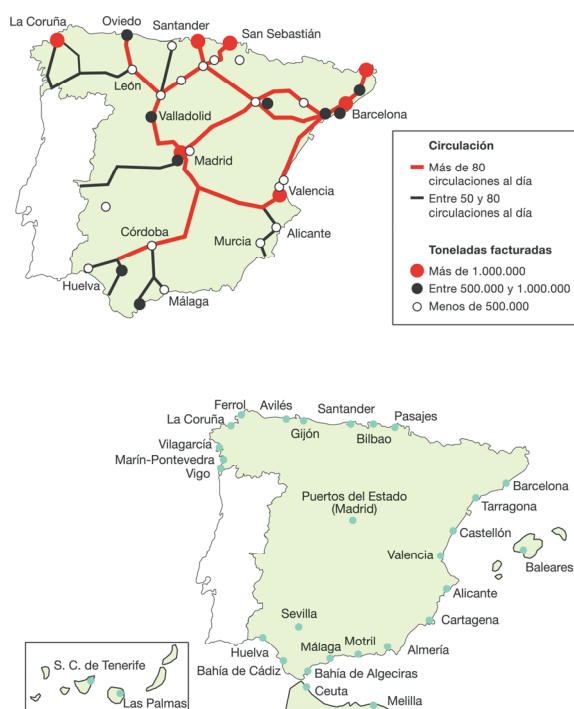 La Coruña
Oviedo
Santander
San Sebastián
León
Valladolid
Barcelona
Madrid
Valencia
Córdoba
Murcia
Alicante
Huelva
Málaga
Circulación
Más de 80
circulaciones al día
Entre 50 y 80
circulaciones al día
Toneladas facturadas
Más de 1.000.000
Entre 500.000 y 1.000.000
Menos de 500.000
Ferrol
Avilés
Santander
Pasajes
La Coruña
Gijón
Bilbao
Vilagarcía
Marín-Pontevedra
Vigo
Barcelona
Puertos del Estado
(Madrid)
Tarragona
Castellón
Valencia
Baleares
Alicante
Sevilla
Cartagena
Huelva
Málaga
Motril
Almería
S. C. de Tenerife
Bahía de Cádiz
Bahía de Algeciras
Ceuta
Las Palmas
Melilla